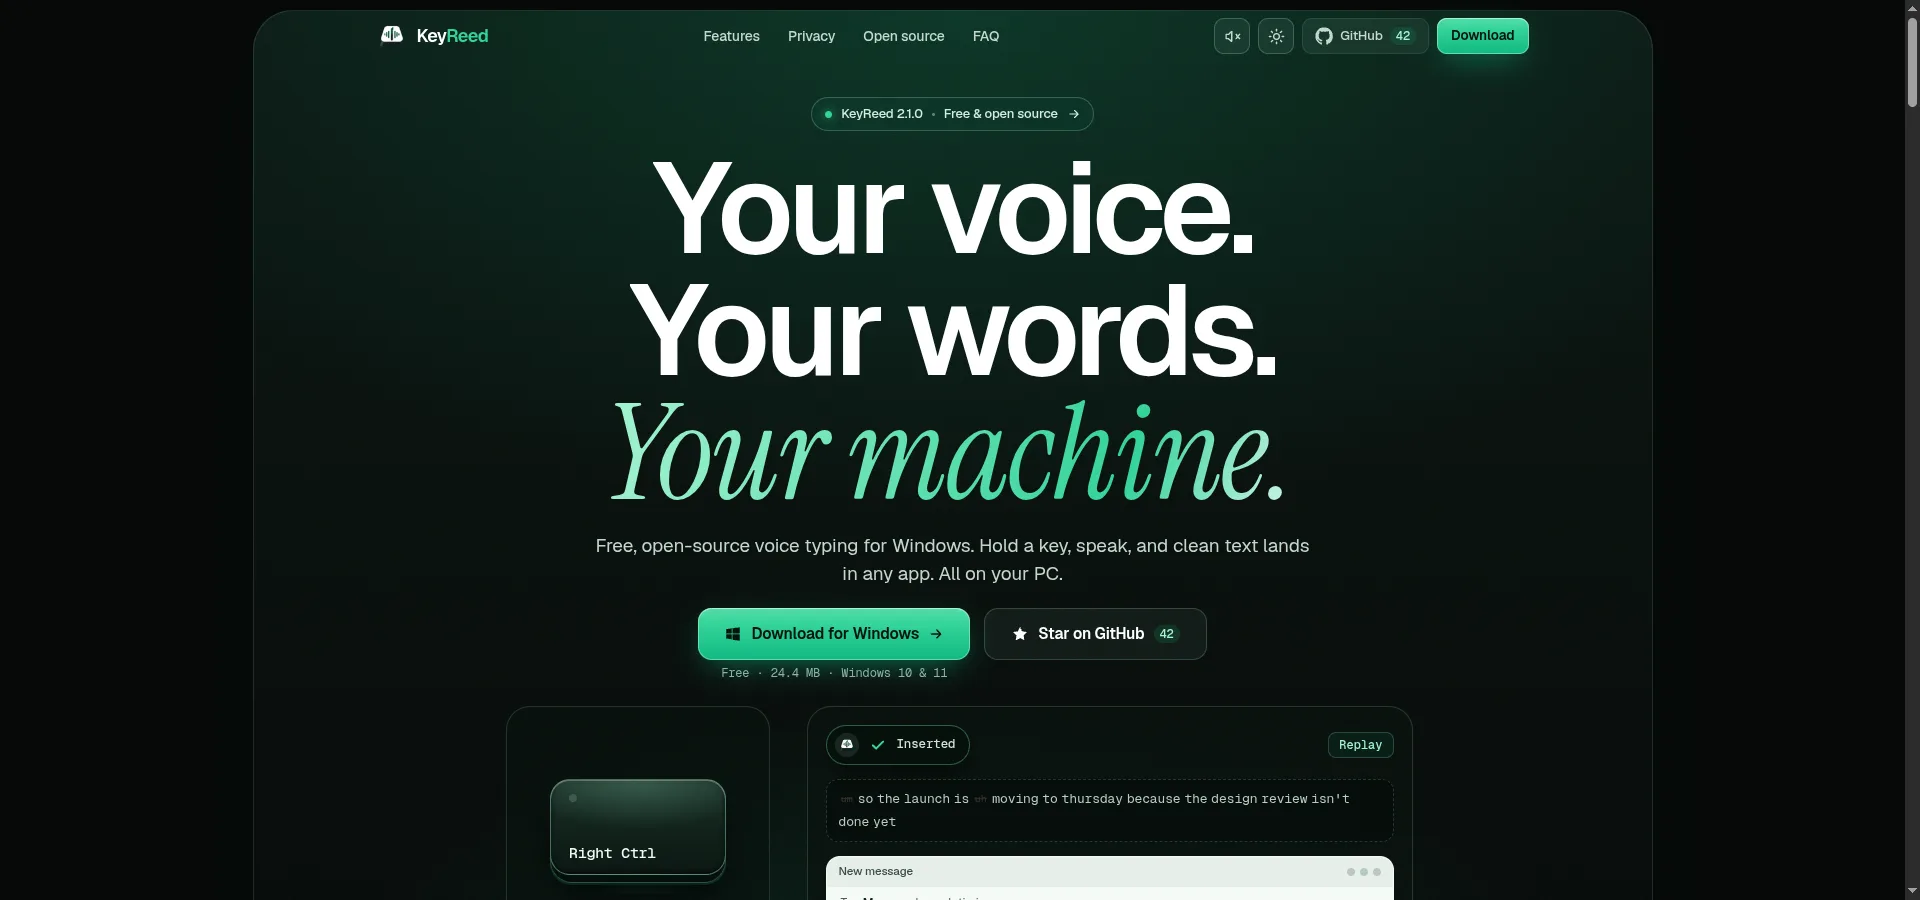 KeyReed
Features
Privacy
Open source
FAQ
GitHub 42
Download
KeyReed 2.1.0 · Free & open source →
Your voice.
Your words.
Your machine.
Free, open-source voice typing for Windows. Hold a key, speak, and clean text lands
in any app. All on your PC.
Download for Windows →
Star on GitHub 42
Free · 24.4 MB · Windows 10 & 11
Inserted
Replay
um so the launch is uh moving to thursday because the design review isn't
done yet
Right Ctrl
New message